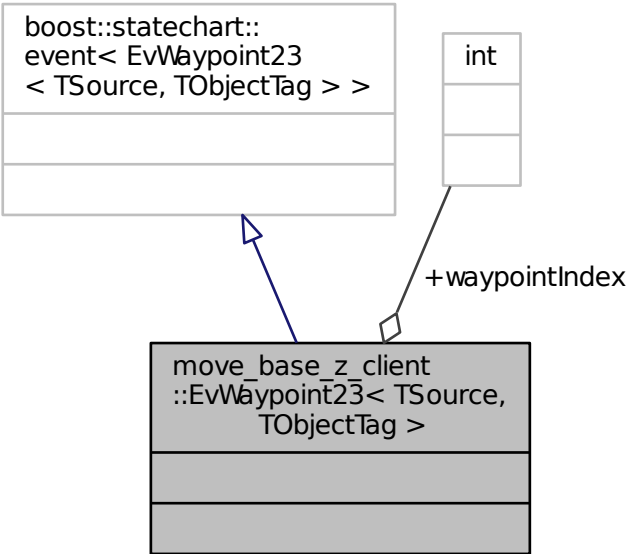 boost::statechart::
event< EvWaypoint23
< TSource, TObjectTag > >
int
+waypointIndex
move_base_z_client
::EvWaypoint23< TSource,
TObjectTag >